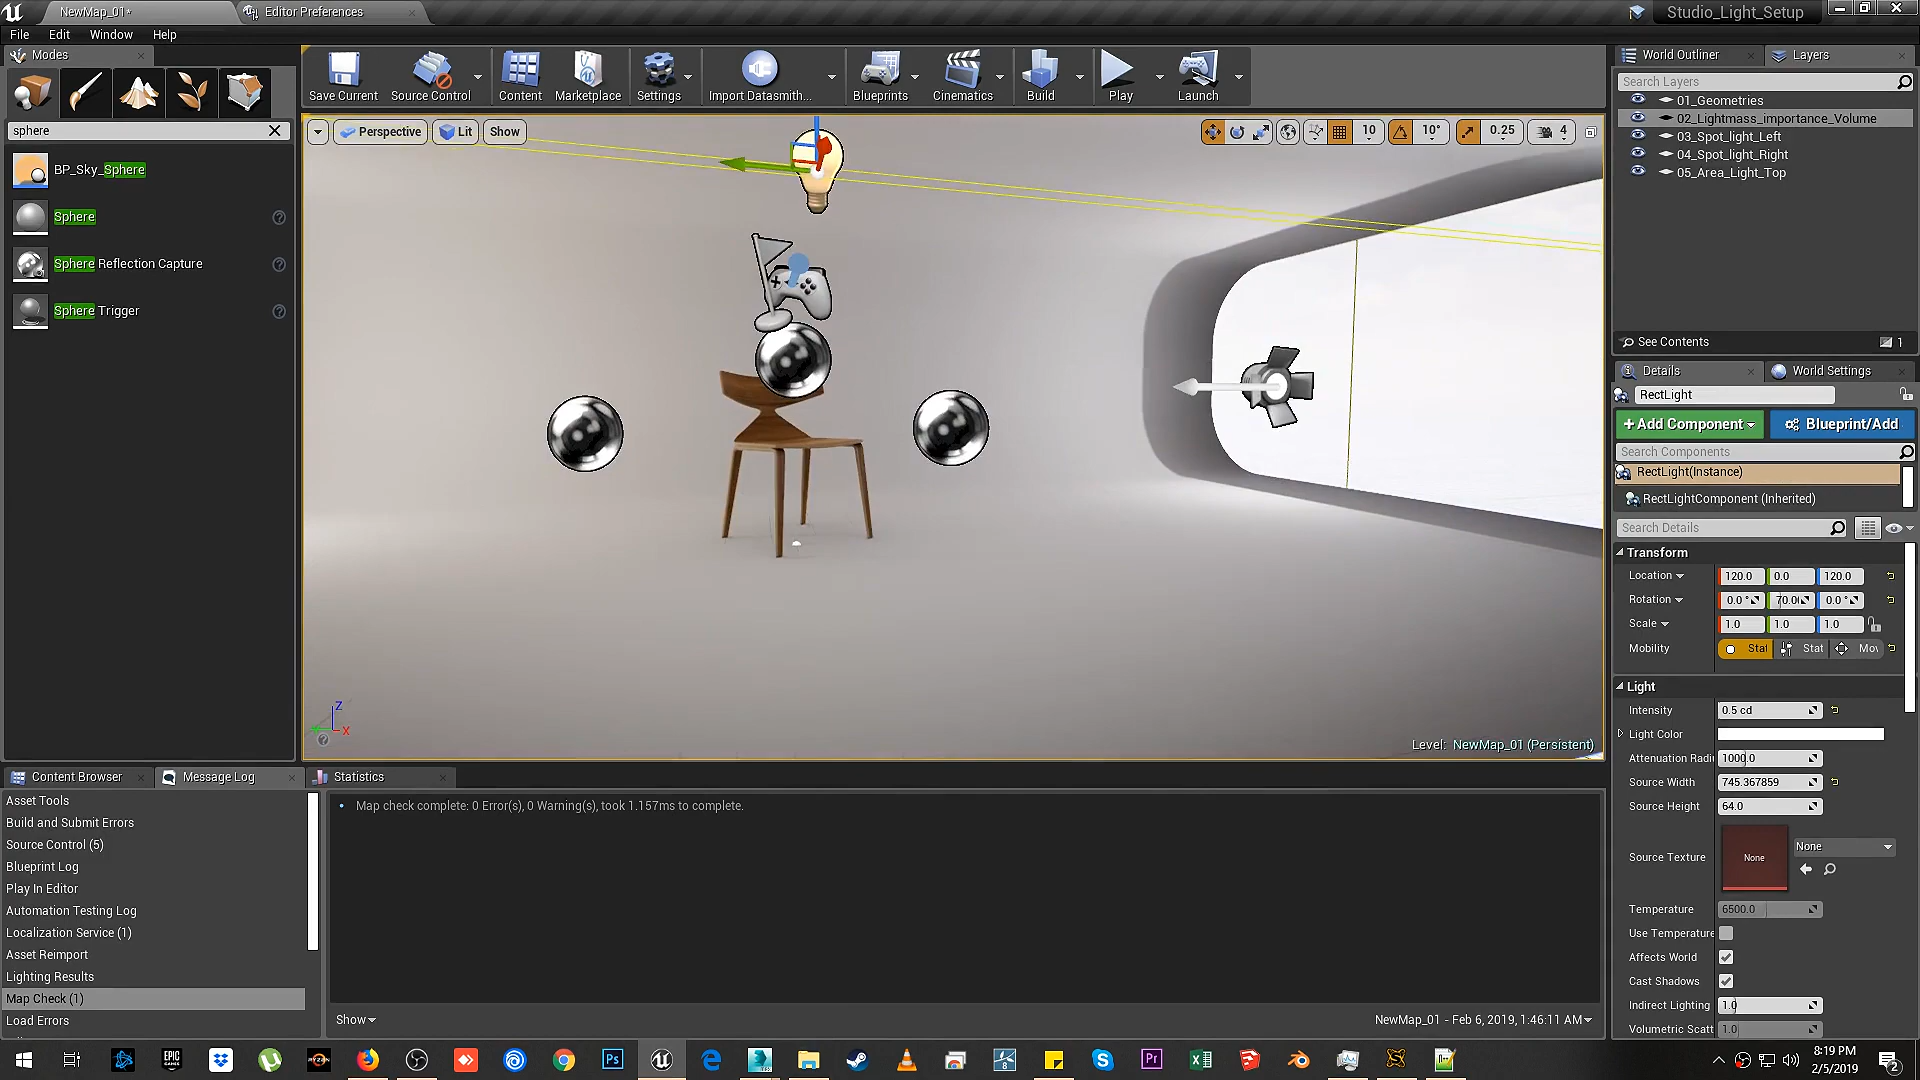 NewMap_01*
Editor Preferences
Studio_Light_Setup
File Edit Window Help
Modes
sphere
BP_Sky_Sphere
Sphere
Sphere Reflection Capture
Sphere Trigger
Save Current
Source Control
Content
Marketplace
Settings
Import Datasmith...
Blueprints
Cinematics
Build
Play
Launch
Perspective
Lit
Show
10
10°
0.25
4
Z
X
Level: NewMap_01 (Persistent)
World Outliner
Layers
Search Layers
01_Geometries
02_Lightmass_importance_Volume
03_Spot_light_Left
04_Spot_light_Right
05_Area_Light_Top
See Contents
1
Details
World Settings
RectLight
+Add Component
Blueprint/Add
Search Components
RectLight(Instance)
RectLightComponent (Inherited)
Search Details
Transform
Location 120.0 0.0 120.0
Rotation 0.0° 70.0 0.0°
Scale 1.0 1.0 1.0
Mobility Stat Stat Mov
Light
Intensity 0.5 cd
Light Color
Attenuation Radi 1000.0
Source Width 745.367859
Source Height 64.0
Source Texture None None
Temperature 6500.0
Use Temperature
Affects World
Cast Shadows
Indirect Lighting 1.0
Volumetric Scatt 1.0
Content Browser
Message Log
Statistics
Asset Tools
Build and Submit Errors
Source Control (5)
Blueprint Log
Play In Editor
Automation Testing Log
Localization Service (1)
Asset Reimport
Lighting Results
Map Check (1)
Load Errors
Map check complete: 0 Error(s), 0 Warning(s), took 1.157ms to complete.
Show
NewMap_01 - Feb 6, 2019, 1:46:11 AM
EPIC GAMES
RYZEN
Ps
Pr
8:19 PM
2/5/2019
2